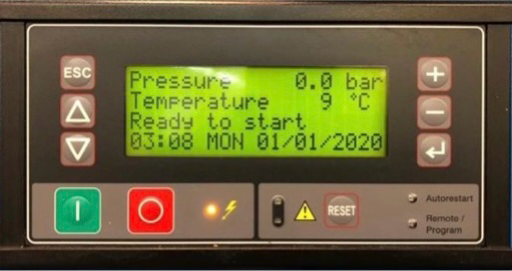 ESC
Pressure 0.0 bar
Temperature 9 °C
Ready to start
03:08 MON 01/01/2020
RESET
Autorestart
Remote /
Program